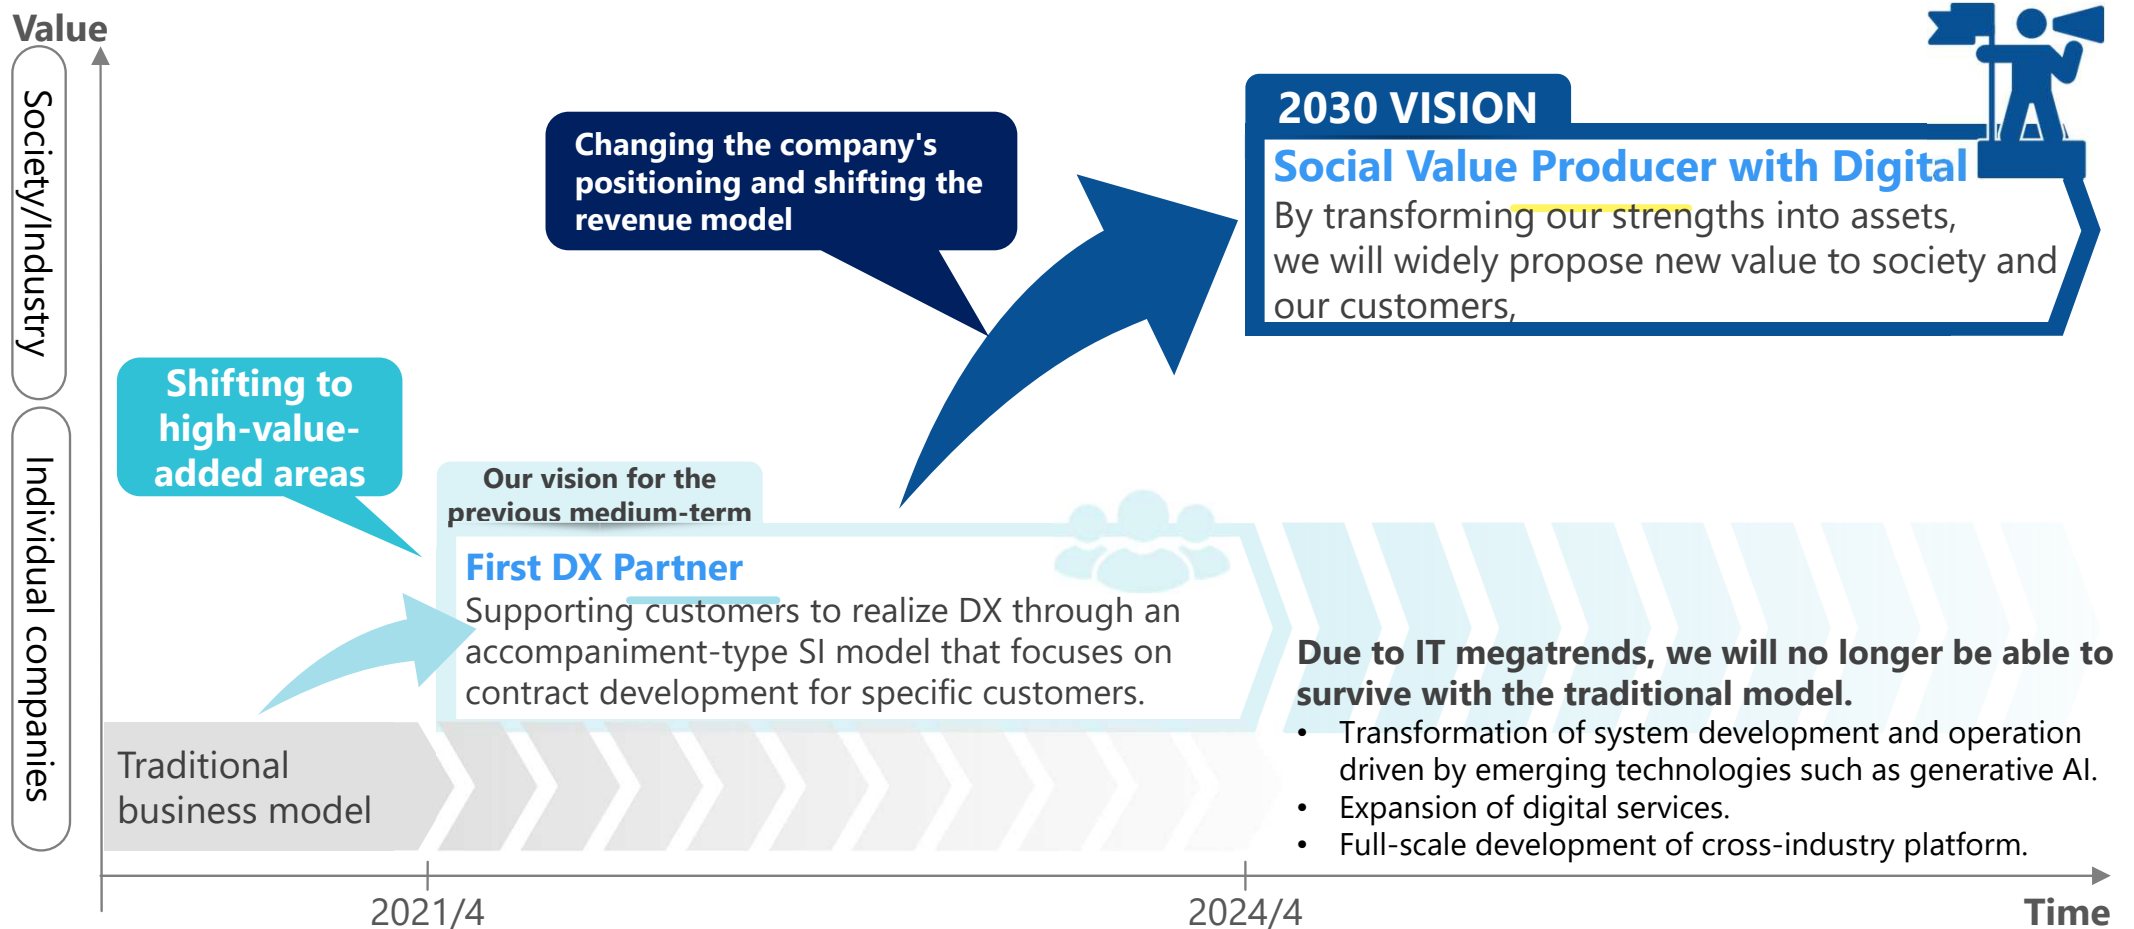 Value
Society/Industry
Individual companies
2030 VISION
Social Value Producer with Digital
By transforming our strengths into assets,
we will widely propose new value to society and
our customers,
Changing the company's
positioning and shifting the
revenue model
Shifting to
high-value-
added areas
Our vision for the
previous medium-term
First DX Partner
Supporting customers to realize DX through an
accompaniment-type SI model that focuses on
contract development for specific customers.
Traditional
business model
Due to IT megatrends, we will no longer be able to
survive with the traditional model.
• Transformation of system development and operation
driven by emerging technologies such as generative AI.
• Expansion of digital services.
• Full-scale development of cross-industry platform.
2021/4
2024/4
Time